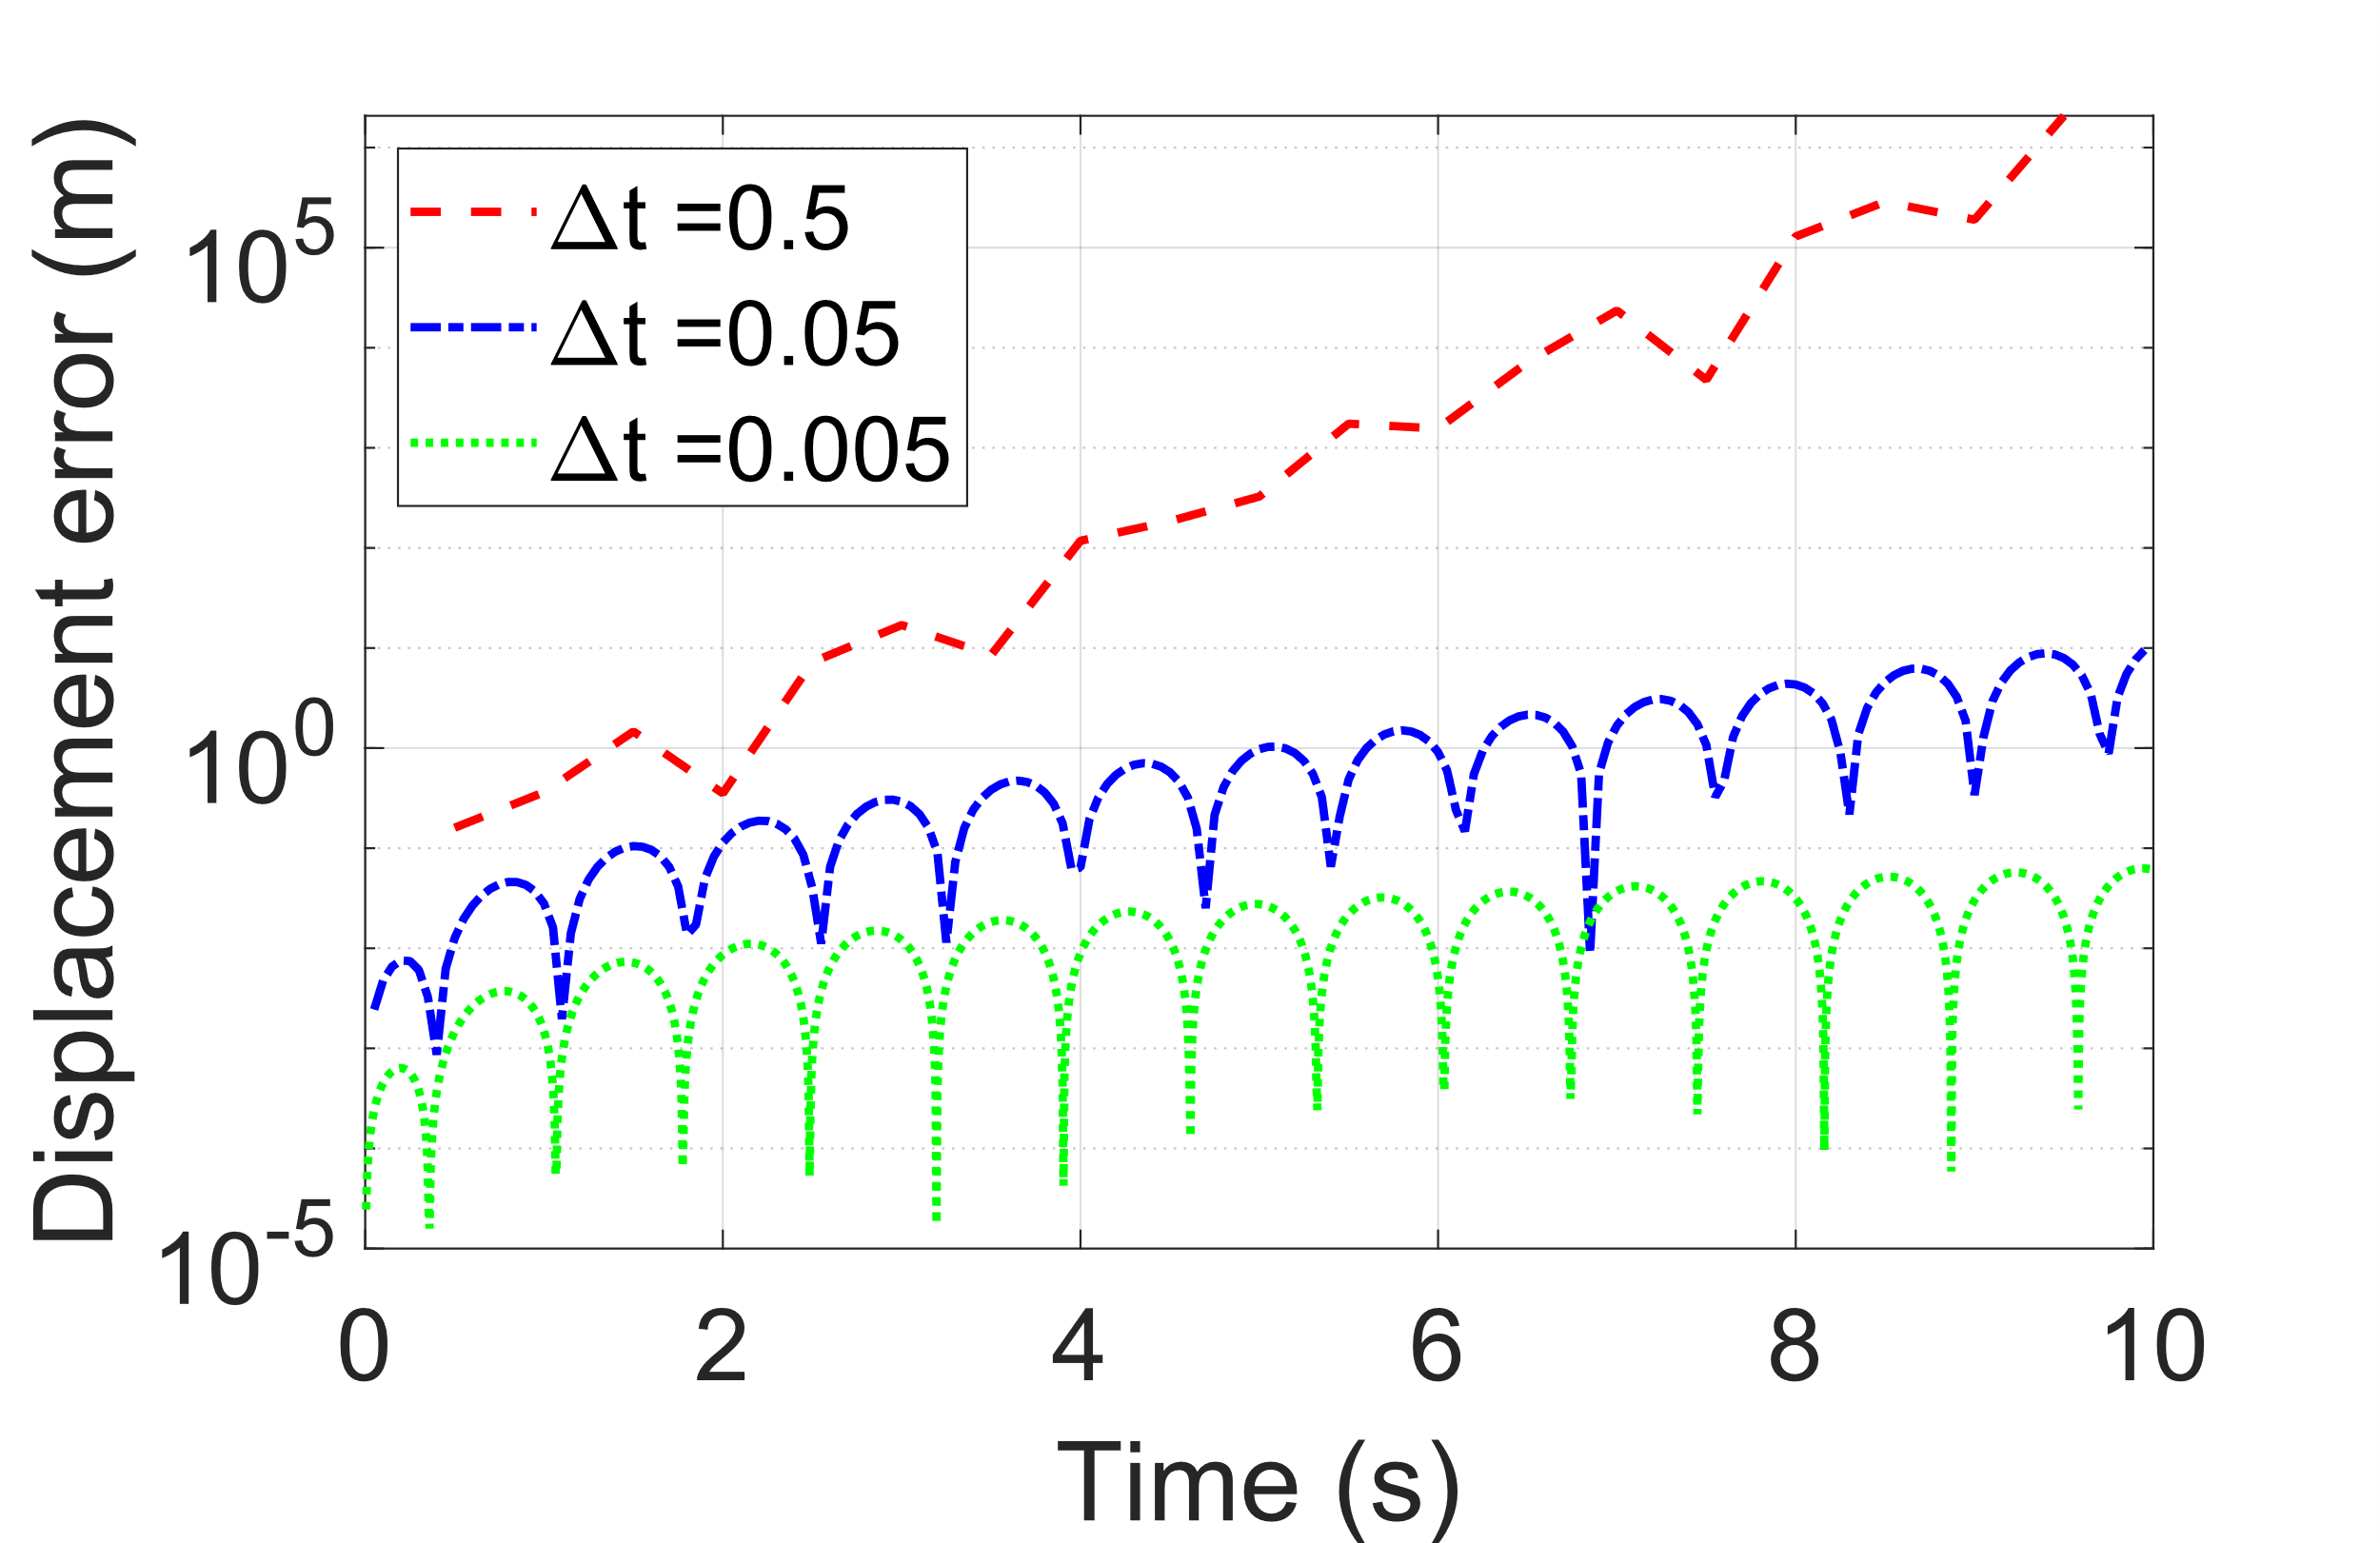 Displacement error (m)
10^5
10^0
10^-5
Δt =0.5
Δt =0.05
Δt =0.005
0 2 4 6 8 10
Time (s)